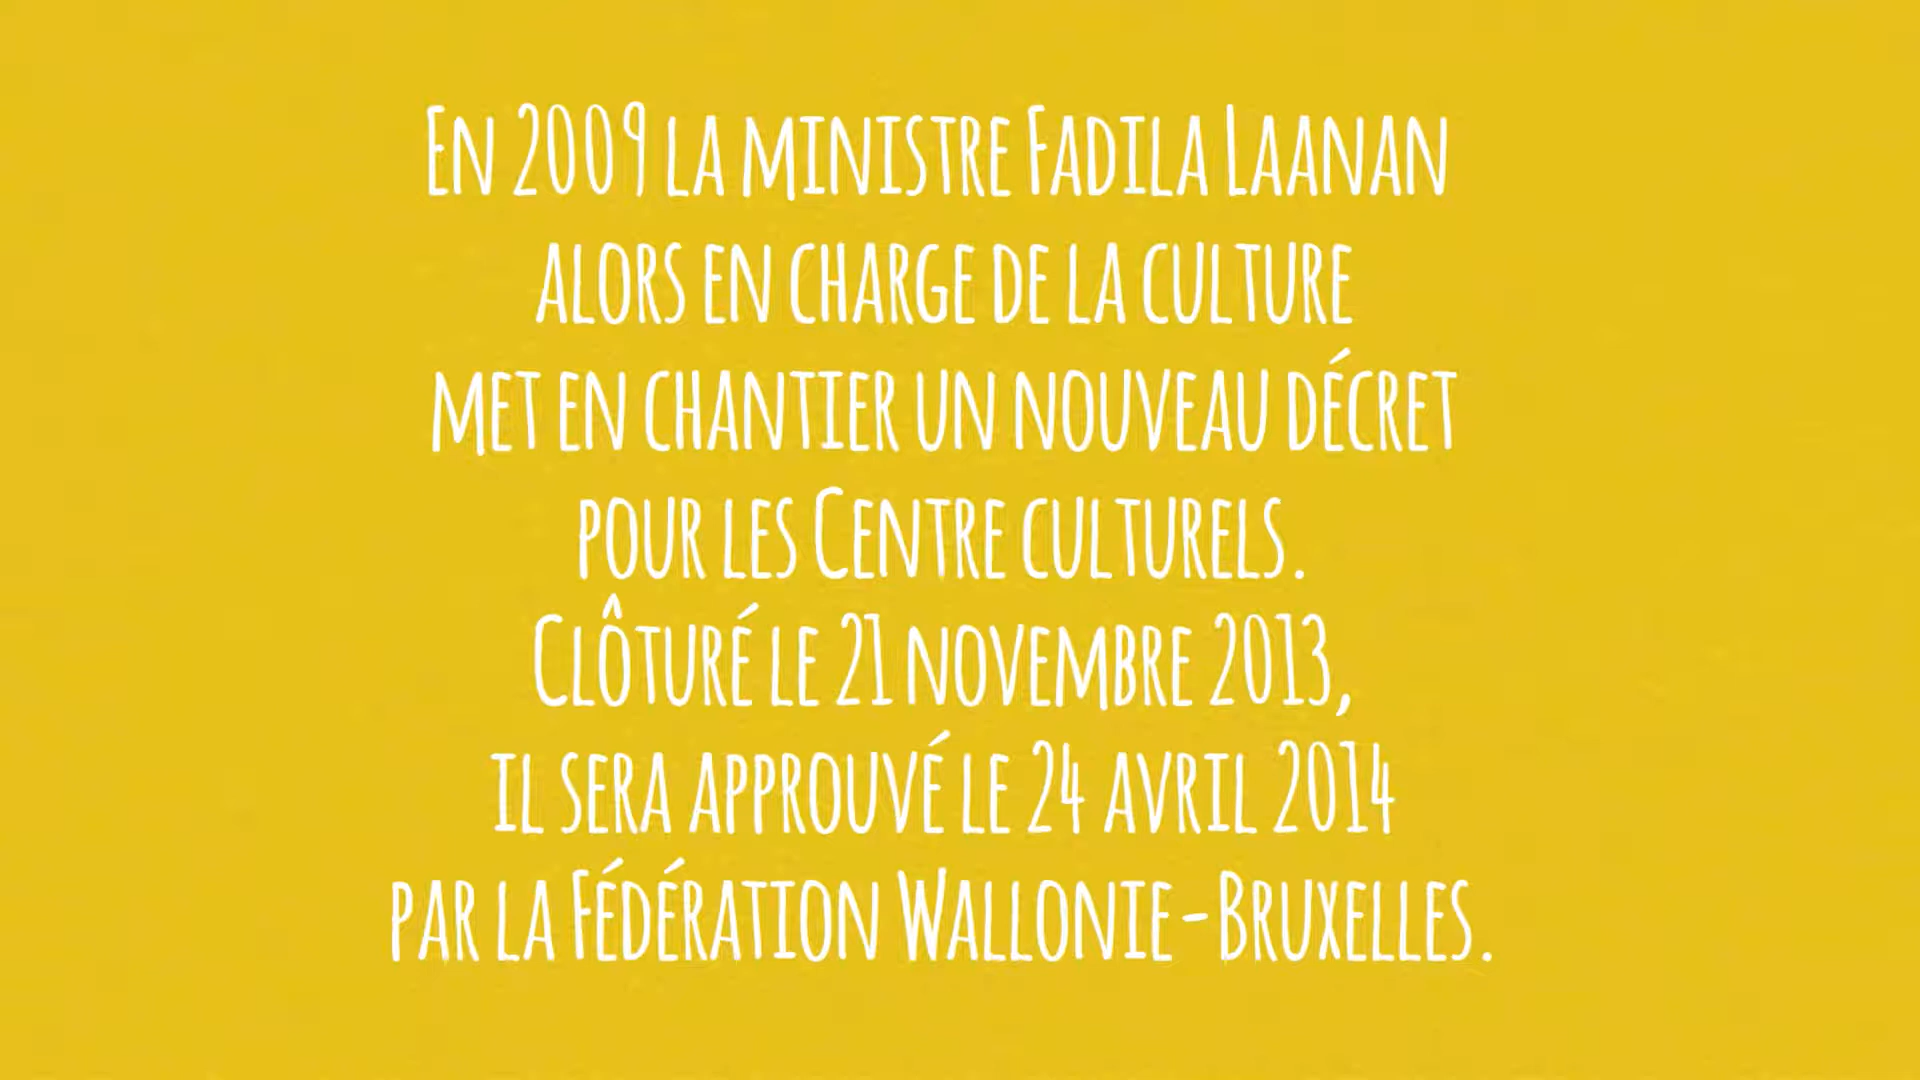 En 2009 la ministre Fadila Laanan
alors en charge de la culture
met en chantier un nouveau décret
pour les Centre culturels.
Clôturé le 21 novembre 2013,
il sera approuvé le 24 avril 2014
par la Fédération Wallonie-Bruxelles.